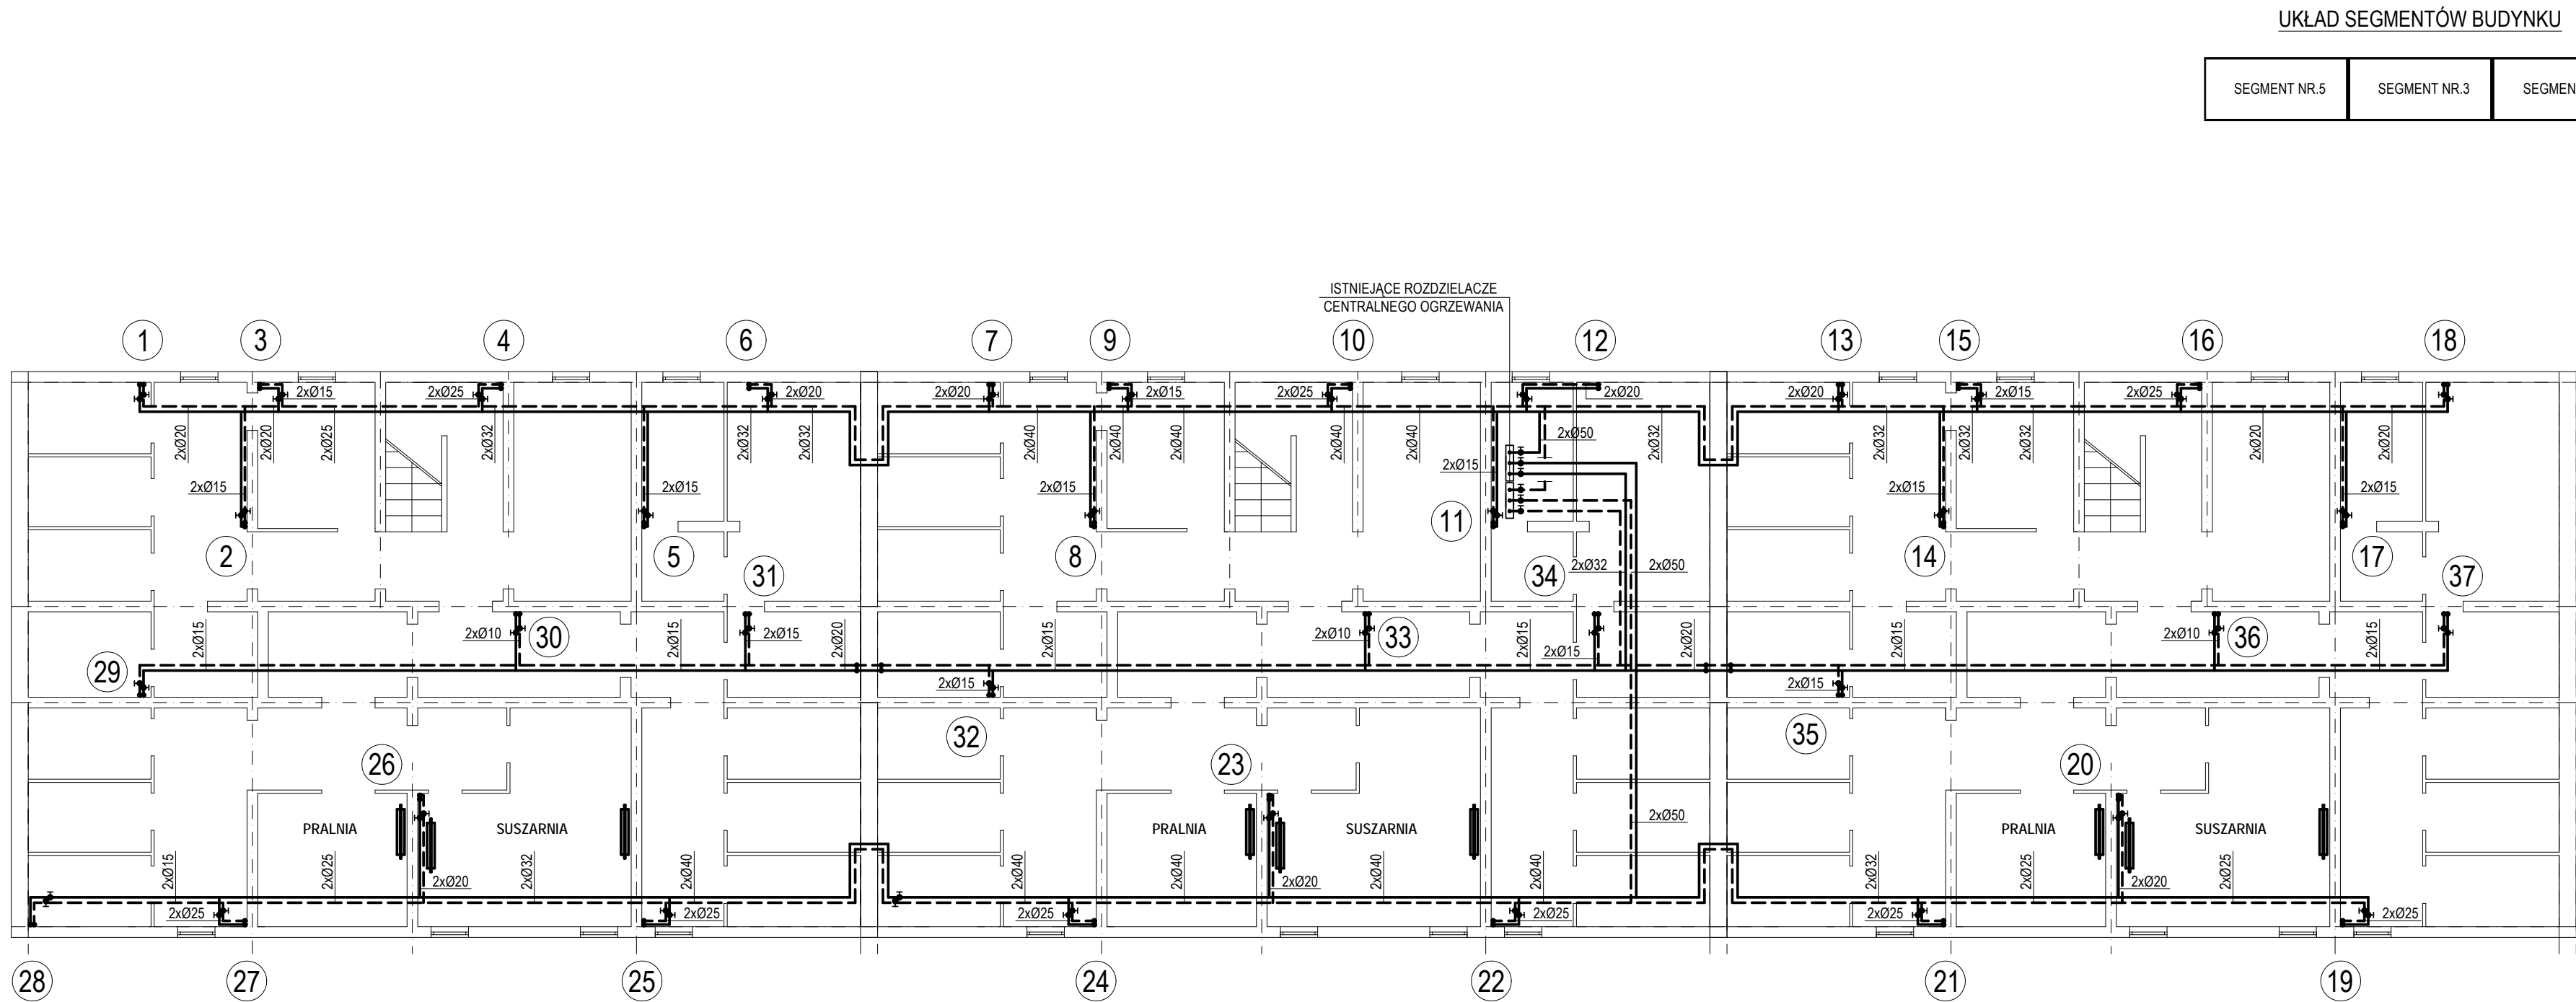 UKŁAD SEGMENTÓW BUDYNKU
SEGMENT NR.5 SEGMENT NR.3 SEGMEN
ISTNIEJĄCE ROZDZIELACZE
CENTRALNEGO OGRZEWANIA
1 3 4 6 7 9 10 12 13 15 16 18
2xØ15 2xØ25 2xØ20 2xØ20 2xØ15 2xØ25 2xØ20 2xØ20 2xØ15 2xØ25
2xØ20 2xØ20 2xØ25 2xØ32 2xØ32 2xØ32 2xØ40 2xØ40 2xØ40 2xØ40 2xØ40 2xØ50 2xØ32 2xØ32 2xØ32 2xØ32 2xØ20 2xØ20
2xØ15
2xØ15 2xØ15 2xØ15 2xØ15 2xØ15
11
2 5 8 14 17
31 34 2xØ32 2xØ50 37
2xØ15 2xØ10 30 2xØ15 2xØ15 2xØ20 2xØ15 2xØ10 33 2xØ15 2xØ15 2xØ20 2xØ15 2xØ10 36 2xØ15
29 2xØ15 2xØ15
32 35
26 23 20
2xØ50
PRALNIA SUSZARNIA PRALNIA SUSZARNIA PRALNIA SUSZARNIA
2xØ15 2xØ25 2xØ32 2xØ40 2xØ40 2xØ40 2xØ40 2xØ40 2xØ32 2xØ25 2xØ25
2xØ20 2xØ20 2xØ20
2xØ25 2xØ25 2xØ25 2xØ25 2xØ25 2xØ25
28 27 25 24 22 21 19